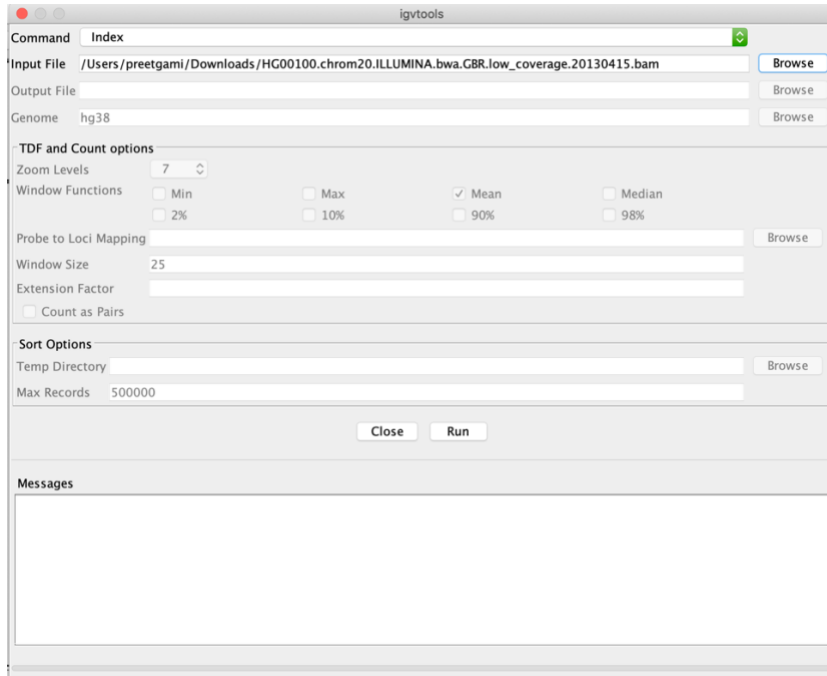 igvtools
Command Index
Input File /Users/preetgami/Downloads/HG00100.chrom20.ILLUMINA.bwa.GBR.low_coverage.20130415.bam Browse
Output File Browse
Genome hg38 Browse
TDF and Count options
Zoom Levels 7
Window Functions Min Max Mean Median
2% 10% 90% 98%
Probe to Loci Mapping Browse
Window Size 25
Extension Factor
Count as Pairs
Sort Options
Temp Directory Browse
Max Records 500000
Close Run
Messages